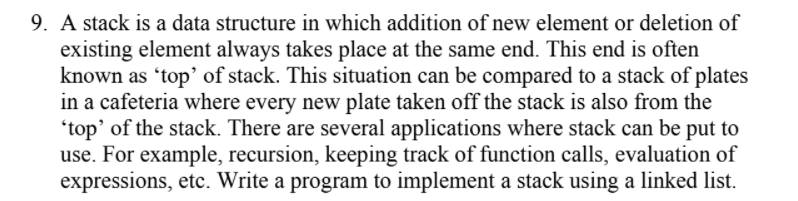 9. A stack is a data structure in which addition of new element or deletion of
existing element always takes place at the same end. This end is often
known as ‘top’ of stack. This situation can be compared to a stack of plates
in a cafeteria where every new plate taken off the stack is also from the
‘top’ of the stack. There are several applications where stack can be put to
use. For example, recursion, keeping track of function calls, evaluation of
expressions, etc. Write a program to implement a stack using a linked list.